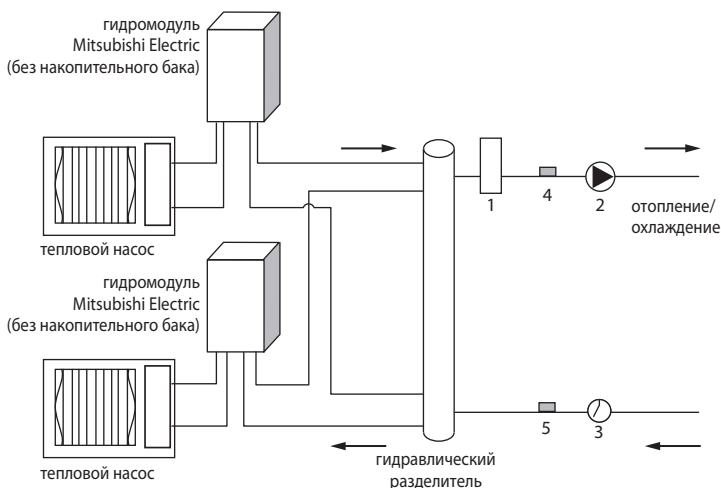 гидромодуль
Mitsubishi Electric
(без накопительного бака)
тепловой насос
гидромодуль
Mitsubishi Electric
(без накопительного бака)
тепловой насос
1
4
2
отопление/
охлаждение
5
3
гидравлический
разделитель